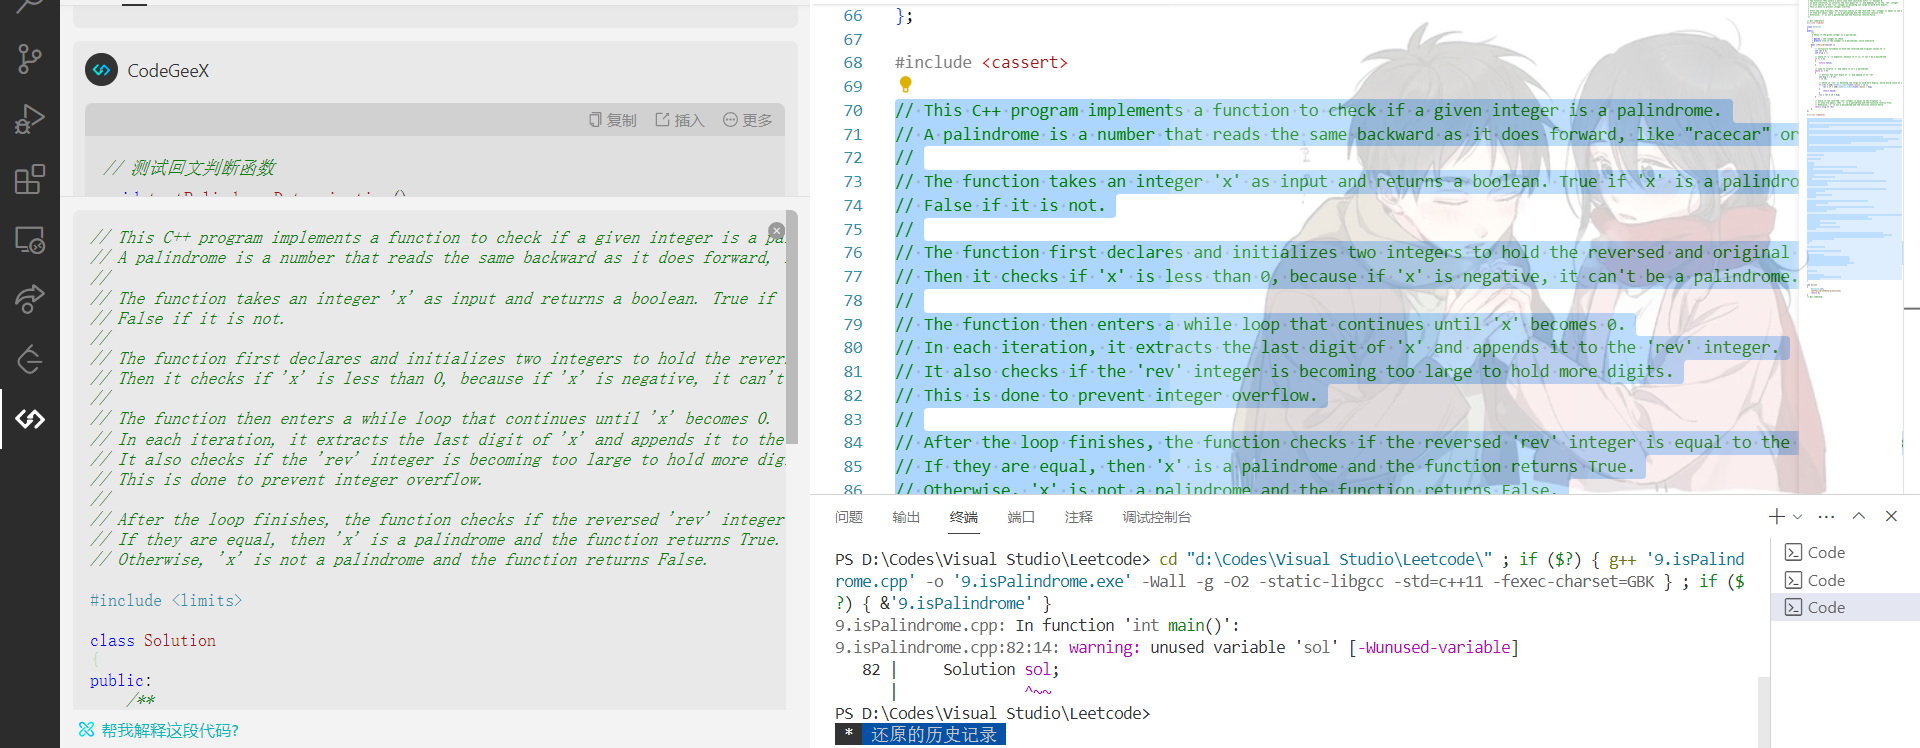 CodeGeeX
复制 插入 更多
// 测试回文判断函数
// This C++ program implements a function to check if a given integer is a
// A palindrome is a number that reads the same backward as it does forward,
//
// The function takes an integer 'x' as input and returns a boolean. True if
// False if it is not.
//
// The function first declares and initializes two integers to hold the
// Then it checks if 'x' is less than 0, because if 'x' is negative, it can't
//
// The function then enters a while loop that continues until 'x' becomes 0.
// In each iteration, it extracts the last digit of 'x' and appends it to the
// It also checks if the 'rev' integer is becoming too large to hold more
// This is done to prevent integer overflow.
//
// After the loop finishes, the function checks if the reversed 'rev' integer
// If they are equal, then 'x' is a palindrome and the function returns True.
// Otherwise, 'x' is not a palindrome and the function returns False.
#include <limits>
class Solution
{
public:
/**
帮我解释这段代码?
66 };
67
68 #include <cassert>
69
70 // This C++ program implements a function to check if a given integer is a palindrome.
71 // A palindrome is a number that reads the same backward as it does forward, like "racecar" or
72 //
73 // The function takes an integer 'x' as input and returns a boolean. True if 'x' is a
74 // False if it is not.
75 //
76 // The function first declares and initializes two integers to hold the reversed and original
77 // Then it checks if 'x' is less than 0, because if 'x' is negative, it can't be a palindrome.
78 //
79 // The function then enters a while loop that continues until 'x' becomes 0.
80 // In each iteration, it extracts the last digit of 'x' and appends it to the 'rev' integer.
81 // It also checks if the 'rev' integer is becoming too large to hold more digits.
82 // This is done to prevent integer overflow.
83 //
84 // After the loop finishes, the function checks if the reversed 'rev' integer is equal to the
85 // If they are equal, then 'x' is a palindrome and the function returns True.
86 // Otherwise, 'x' is not a palindrome and the function returns False.
问题 输出 终端 端口 注释 调试控制台
PS D:\Codes\Visual Studio\Leetcode> cd "d:\Codes\Visual Studio\Leetcode\" ; if ($?) { g++ '9.isPalind
rome.cpp' -o '9.isPalindrome.exe' -Wall -g -O2 -static-libgcc -std=c++11 -fexec-charset=GBK } ; if ($
?) { &'9.isPalindrome' }
9.isPalindrome.cpp: In function 'int main()':
9.isPalindrome.cpp:82:14: warning: unused variable 'sol' [-Wunused-variable]
82 | Solution sol;
| ^~~
PS D:\Codes\Visual Studio\Leetcode>
* 还原的历史记录
Code
Code
Code